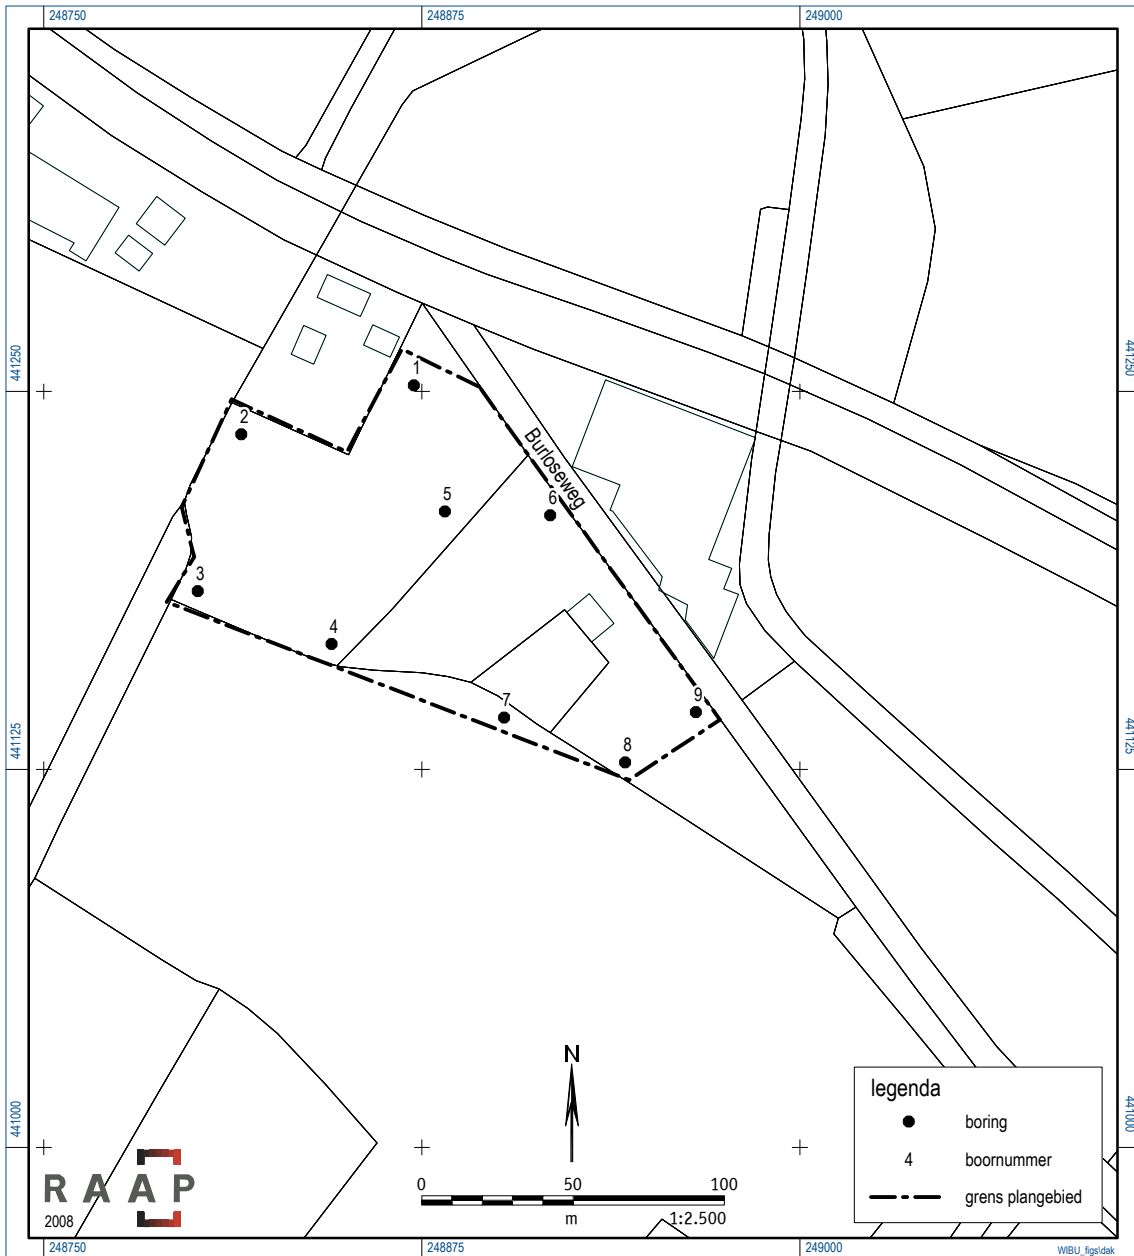 248750 248875 249000
441250 441250
1
2
Burloseweg
5 6
3
4
7 9
8
441125 441125
N
legenda
boring
4 boornummer
grens plangebied
441000 441000
RAAP
2008
0 50 100
m 1:2.500
248750 248875 249000
WIBU_figs\dak